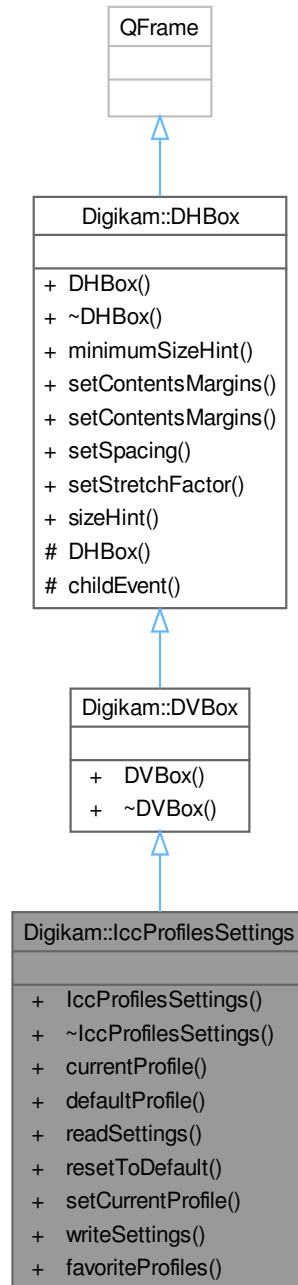 QFrame
Digikam::DHBox
+ DHBox()
+ ~DHBox()
+ minimumSizeHint()
+ setContentsMargins()
+ setContentsMargins()
+ setSpacing()
+ setStretchFactor()
+ sizeHint()
# DHBox()
# childEvent()
Digikam::DVBox
+ DVBox()
+ ~DVBox()
Digikam::IccProfilesSettings
+ IccProfilesSettings()
+ ~IccProfilesSettings()
+ currentProfile()
+ defaultProfile()
+ readSettings()
+ resetToDefault()
+ setCurrentProfile()
+ writeSettings()
+ favoriteProfiles()